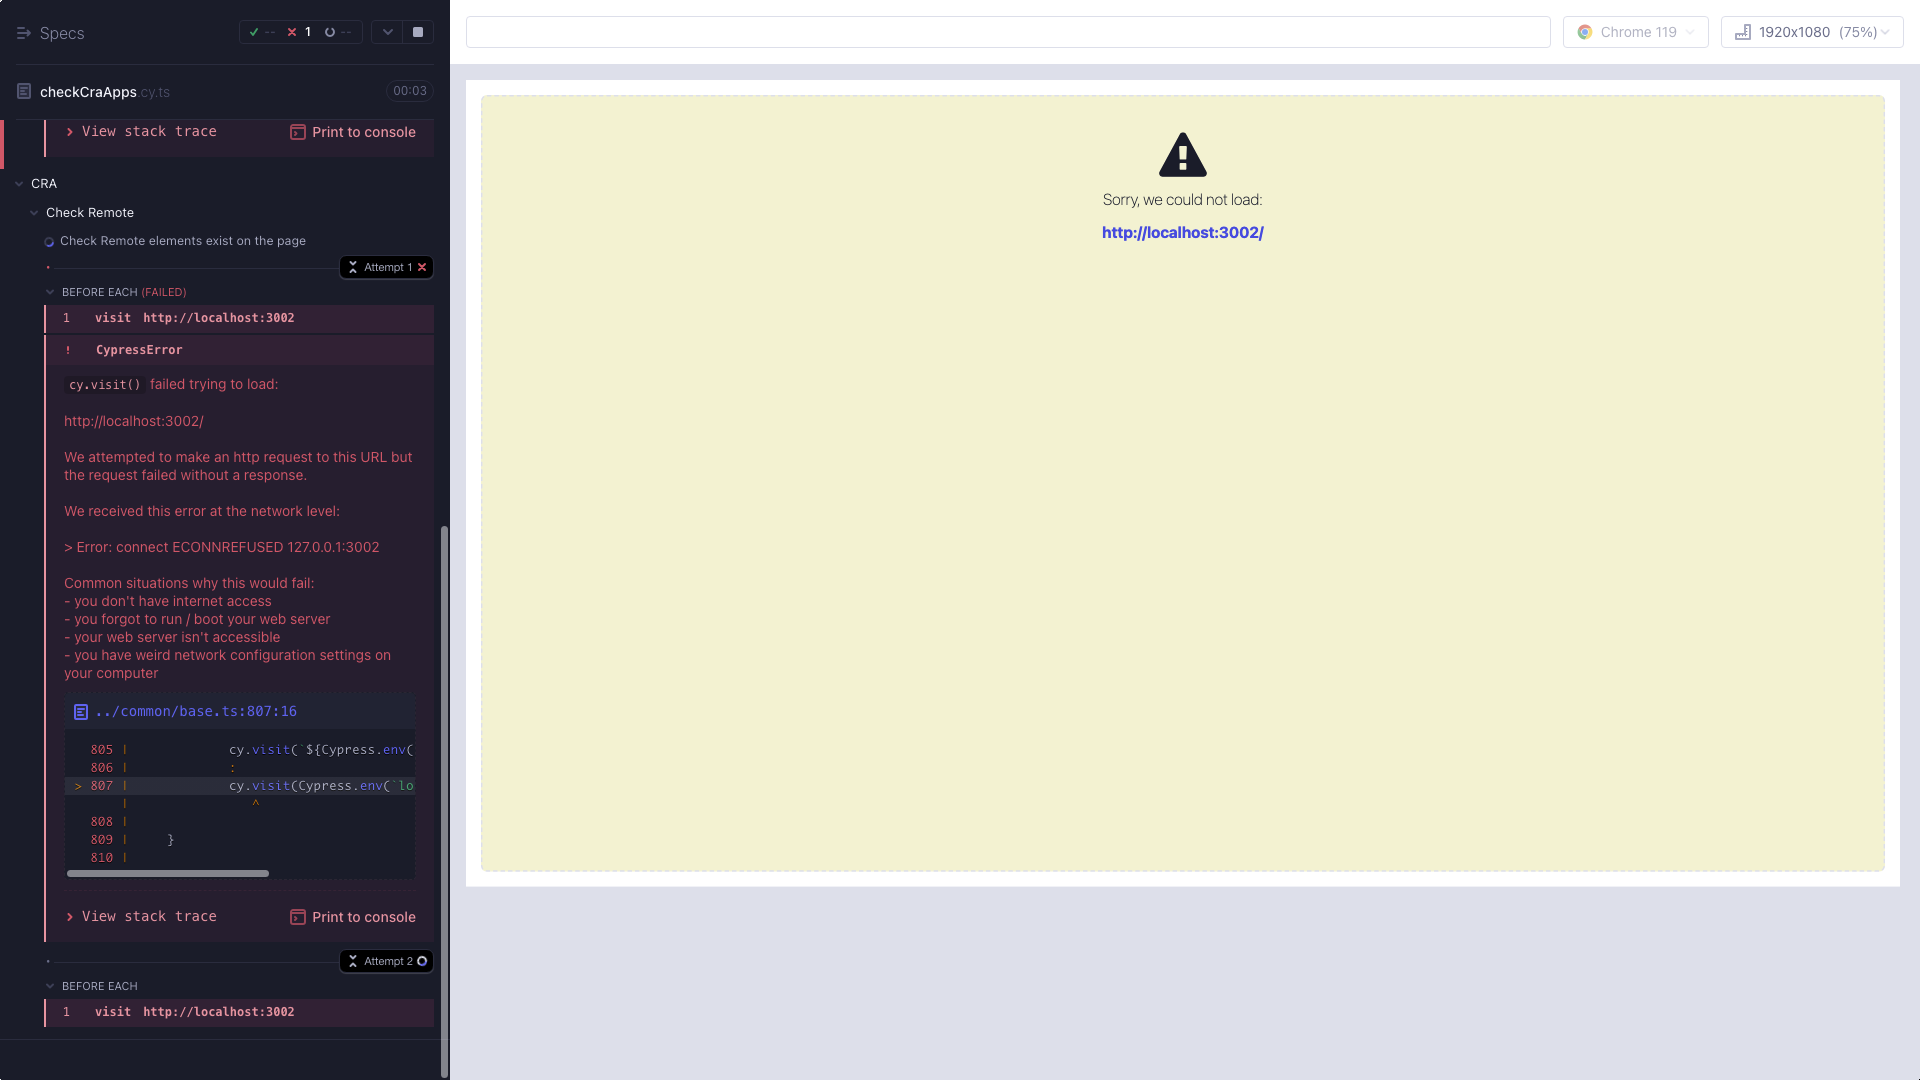 Specs
-- 1 --
checkCraApps cy.ts 00:03
View stack trace Print to console
CRA
Check Remote
Check Remote elements exist on the page
Attempt 1
BEFORE EACH (FAILED)
1 visit http://localhost:3002
! CypressError
cy.visit() failed trying to load:
http://localhost:3002/
We attempted to make an http request to this URL but
the request failed without a response.
We received this error at the network level:
> Error: connect ECONNREFUSED 127.0.0.1:3002
Common situations why this would fail:
- you don't have internet access
- you forgot to run / boot your web server
- your web server isn't accessible
- you have weird network configuration settings on
your computer
../common/base.ts:807:16
805 | cy.visit(`${Cypress.env(
806 | :
> 807 | cy.visit(Cypress.env(`lo
| ^
808 |
809 | }
810 |
View stack trace Print to console
Attempt 2
BEFORE EACH
1 visit http://localhost:3002
Chrome 119
1920x1080 (75%)
Sorry, we could not load:
http://localhost:3002/